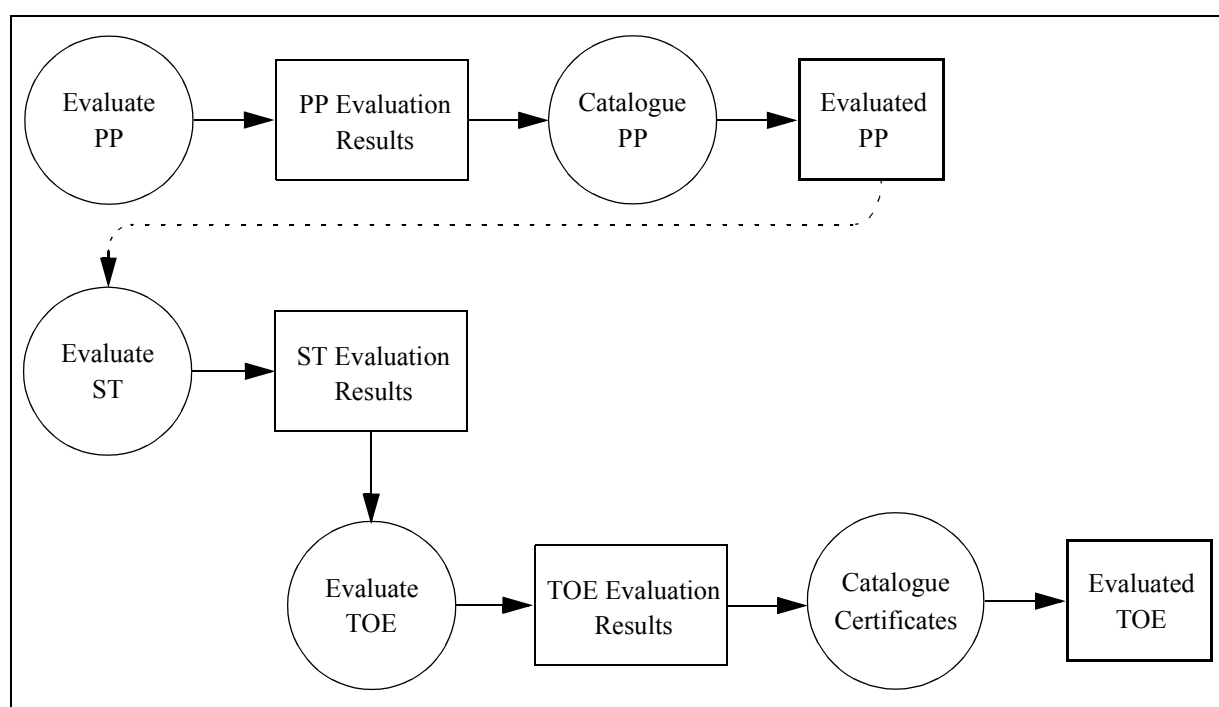 Evaluate
PP
PP Evaluation
Results
Catalogue
PP
Evaluated
PP
Evaluate
ST
ST Evaluation
Results
Evaluate
TOE
TOE Evaluation
Results
Catalogue
Certificates
Evaluated
TOE